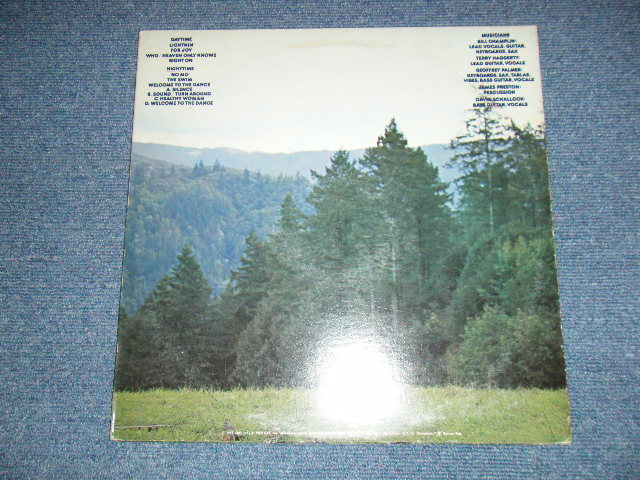 DAYTIME
LIGHTNIN'
FOR JOY
WHO / HEAVEN ONLY KNOWS
RIGHT ON
NIGHTTIME
NO MO'
THE SWIM
WELCOME TO THE DANCE
A. SILENCE
B. SOUND / TURN AROUND
C. HEALTHY WOMAN
D. WELCOME TO THE DANCE
MUSICIANS
BILL CHAMPLIN:
LEAD VOCALS, GUITAR,
KEYBOARDS, SAX
TERRY HAGGERTY:
LEAD GUITAR, VOCALS
GEOFFREY PALMER:
KEYBOARDS, SAX, TABLAS,
VIBES, BASS GUITAR, VOCALS
JAMES PRESTON:
PERCUSSION
DAVID SCHALLOCK:
BASS GUITAR, VOCALS